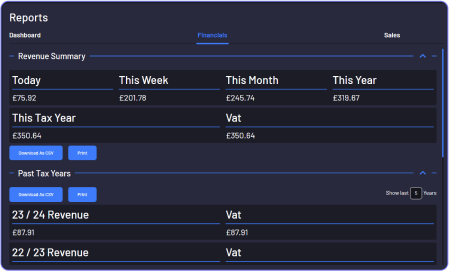 Reports
Dashboard Financials Sales
Revenue Summary
Today This Week This Month This Year
£75.92 £201.78 £245.74 £319.67
This Tax Year Vat
£350.64 £350.64
Download As CSV Print
Past Tax Years
Download As CSV Print Show last 5 Years
23 / 24 Revenue Vat
£87.91 £87.91
22 / 23 Revenue Vat